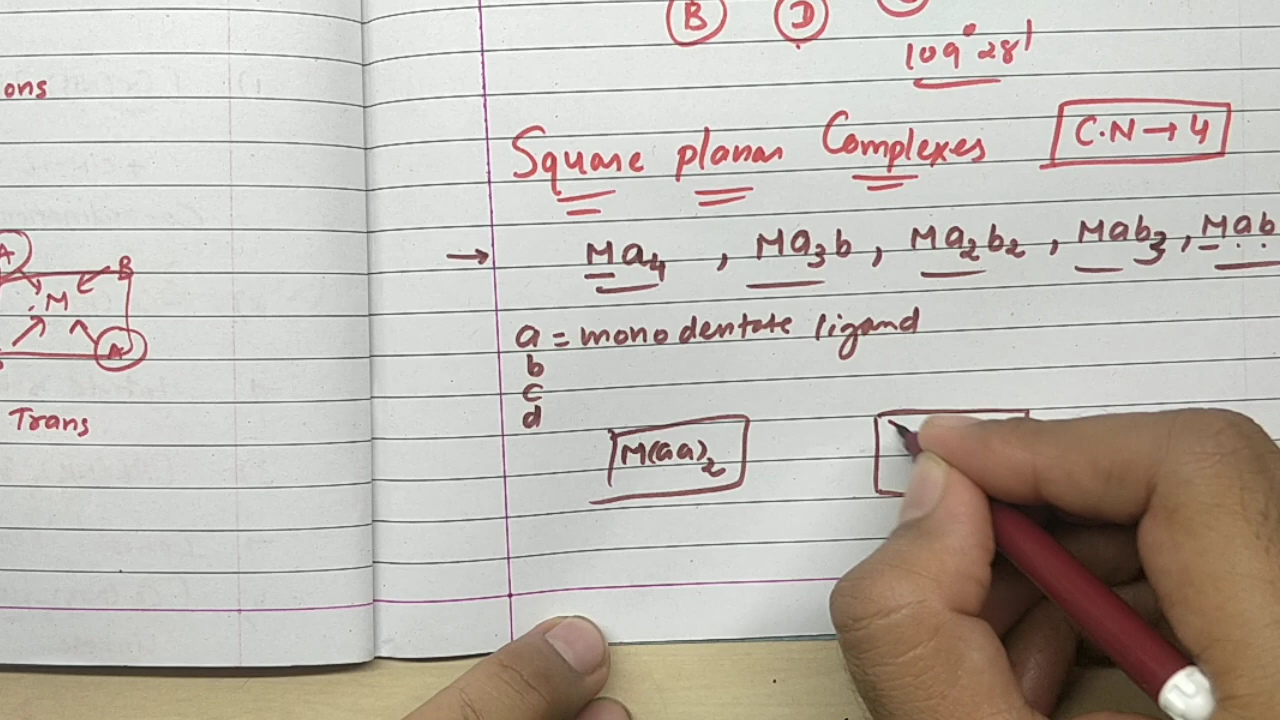 ons
A B
M
A
Trans
B D
109°28'
Square planar Complexes C.N→4
→ Ma₄, Ma₃b, Ma₂b₂, Mab₃, Mab
a = monodentate ligand
b
c
d
M(aa)₂